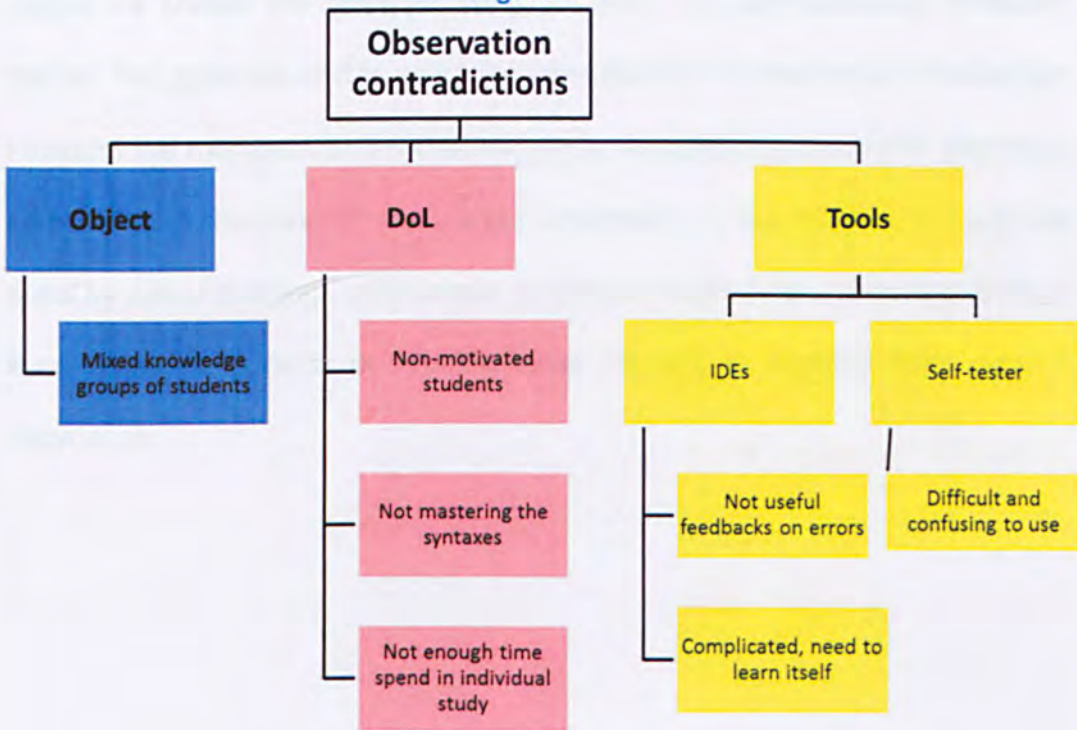 Observation
contradictions
Object
DoL
Tools
Mixed knowledge
groups of students
Non-motivated
students
IDEs
Self-tester
Not mastering the
syntaxes
Not useful
feedbacks on errors
Difficult and
confusing to use
Not enough time
spend in individual
study
Complicated, need to
learn itself